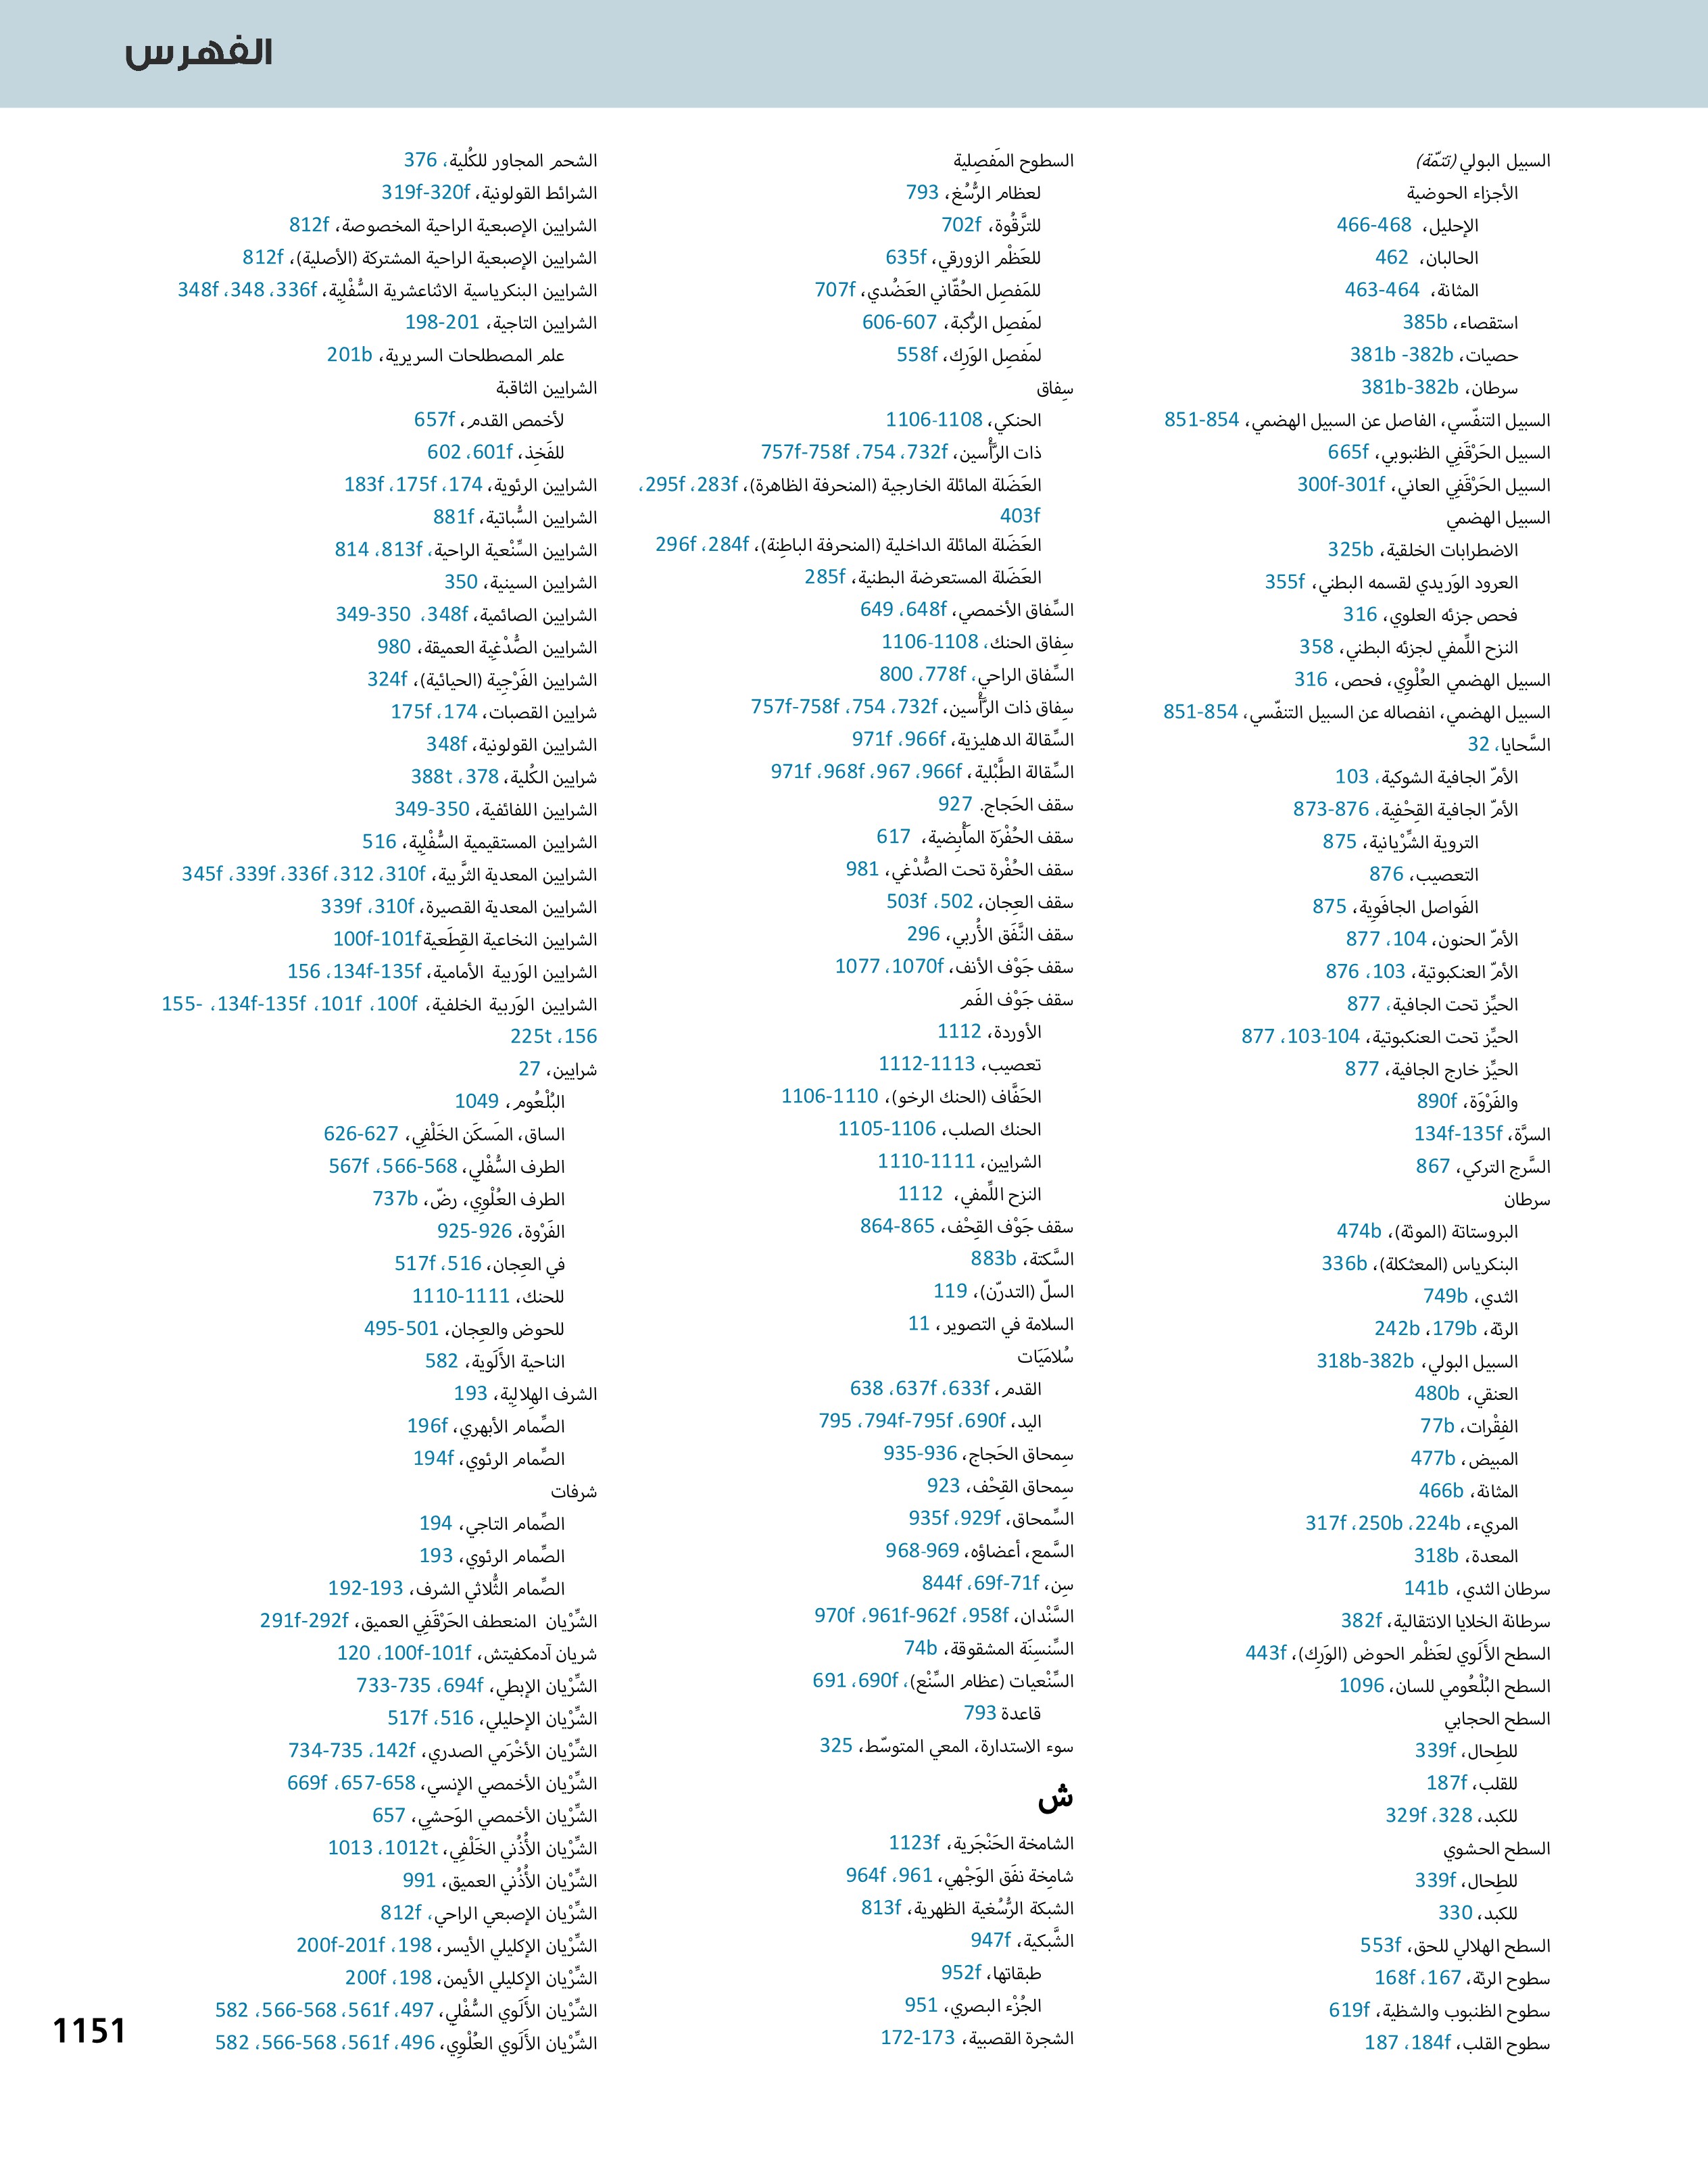 الفهرس
السبيل البولي (تتمّة)
الأجزاء الحوضية
الإحليل، 466-468
الحالبان، 462
المثانة، 463-464
استقصاء، 385b
حصيات، 381b -382b
سرطان، 381b-382b
السبيل التنفّسي، الفاصل عن السبيل الهضمي، 851-854
السبيل الحَرْقَفِي الظنبوبي، 665f
السبيل الحَرْقَفِي العاني، 300f-301f
السبيل الهضمي
الاضطرابات الخلقية، 325b
العرود الوَريدي لقسمه البطني، 355f
فحص جزئه العلوي، 316
النزح اللِّمفي لجزئه البطني، 358
السبيل الهضمي العُلْوِي، فحص، 316
السبيل الهضمي، انفصاله عن السبيل التنفّسي، 851-854
السَّحايا، 32
الأمّ الجافية الشوكية، 103
الأمّ الجافية القِحْفِية، 873-876
التروية الشِّرْيانية، 875
التعصيب، 876
الفَواصل الجافَوِية، 875
الأمّ الحنون، 104، 877
الأمّ العنكبوتية، 103، 876
الحيِّز تحت الجافية، 877
الحيِّز تحت العنكبوتية، 103-104، 877
الحيِّز خارج الجافية، 877
والفَرْوَة، 890f
السرَّة، 134f-135f
السَّرج التركي، 867
سرطان
البروستاتة (الموثة)، 474b
البنكرياس (المعثكلة)، 336b
الثدي، 749b
الرئة، 179b، 242b
السبيل البولي، 318b-382b
العنقي، 480b
الفِقْرات، 77b
المبيض، 477b
المثانة، 466b
المريء، 224b، 250b، 317f
المعدة، 318b
سرطان الثدي، 141b
سرطانة الخلايا الانتقالية، 382f
السطح الأَلَوي لعَظْم الحوض (الوَرِك)، 443f
السطح البُلْعُومي للسان، 1096
السطح الحجابي
للطِحال، 339f
للقلب، 187f
للكبد، 328، 329f
السطح الحشوي
للطِحال، 339f
للكبد، 330
السطح الهلالي للحق، 553f
سطوح الرئة، 167، 168f
سطوح الظنبوب والشظية، 619f
سطوح القلب، 184f، 187
السطوح المَفصِلية
لعظام الرُّسُغ، 793
للتَّرقُوة، 702f
للعَظْم الزورقي، 635f
للمَفصِل الحُقّاني العَضُدي، 707f
لمَفصِل الرُّكبة، 606-607
لمَفصِل الوَرِك، 558f
سِفاق
الحنكي، 1106-1108
ذات الرَّأْسين، 732f، 754، 757f-758f
العَضَلة المائلة الخارجية (المنحرفة الظاهرة)، 283f، 295f،
403f
العَضَلة المائلة الداخلية (المنحرفة الباطِنة)، 284f، 296f
العَضَلة المستعرضة البطنية، 285f
السِّفاق الأخمصي، 648f، 649
سِفاق الحنك، 1106-1108
السِّفاق الراحي، 778f، 800
سِفاق ذات الرَّأْسين، 732f، 754، 757f-758f
السِّقالة الدهليزية، 966f، 971f
السِّقالة الطَّبْلية، 966f، 967، 968f، 971f
سقف الحَجاج. 927
سقف الحُفْرَة المَأْبِضية، 617
سقف الحُفْرة تحت الصُّدْغي، 981
سقف العِجان، 502، 503f
سقف النَّفَق الأُربي، 296
سقف جَوْف الأنف، 1070f، 1077
سقف جَوْف الفَم
الأوردة، 1112
تعصيب، 1112-1113
الحَفَّاف (الحنك الرخو)، 1106-1110
الحنك الصلب، 1105-1106
الشرايين، 1110-1111
النزح اللِّمفي، 1112
سقف جَوْف القِحْف، 864-865
السَّكتة، 883b
السلّ (التدرّن)، 119
السلامة في التصوير، 11
سُلامَيَات
القدم، 633f، 637f، 638
اليد، 690f، 794f-795f، 795
سِمحاق الحَجاج، 935-936
سِمحاق القِحْف، 923
السِّمحاق، 929f، 935f
السَّمع، أعضاؤه، 968-969
سِن، 69f-71f، 844f
السَّنْدان، 958f، 961f-962f، 970f
السِّنسِنَة المشقوقة، 74b
السِّنْعيات (عظام السِّنْع)، 690f، 691
قاعدة 793
سوء الاستدارة، المعي المتوسّط، 325
ش
الشامخة الحَنْجَرية، 1123f
شامِخة نفَق الوَجْهي، 961، 964f
الشبكة الرُّسُغية الظهرية، 813f
الشَّبكية، 947f
طبقاتها، 952f
الجُزْء البصري، 951
الشجرة القصبية، 172-173
الشحم المجاور للكُلية، 376
الشرائط القولونية، 319f-320f
الشرايين الإصبعية الراحية المخصوصة، 812f
الشرايين الإصبعية الراحية المشتركة (الأصلية)، 812f
الشرايين البنكرياسية الاثناعشرية السُّفْلِية، 336f، 348، 348f
الشرايين التاجية، 198-201
علم المصطلحات السريرية، 201b
الشرايين الثاقبة
لأخمص القدم، 657f
للفَخِذ، 601f، 602
الشرايين الرئوية، 174، 175f، 183f
الشرايين السُّباتية، 881f
الشرايين السِّنْعية الراحية، 813f، 814
الشرايين السينية، 350
الشرايين الصائمية، 348f، 349-350
الشرايين الصُّدْغِية العميقة، 980
الشرايين الفَرْجِية (الحيائية)، 324f
شرايين القصبات، 174، 175f
الشرايين القولونية، 348f
شرايين الكُلية، 378، 388t
الشرايين اللفائفية، 349-350
الشرايين المستقيمية السُّفْلِية، 516
الشرايين المعدية الثَّربية، 310f، 312، 336f، 339f، 345f
الشرايين المعدية القصيرة، 310f، 339f
الشرايين النخاعية القِطَعية100f-101f
الشرايين الوَربية الأمامية، 134f-135f، 156
الشرايين الوَربية الخلفية، 100f، 101f، 134f-135f، 155-
156، 225t
شرايين، 27
البُلْعُوم، 1049
الساق، المَسكَن الخَلْفِي، 626-627
الطرف السُّفْلِي، 566-568، 567f
الطرف العُلْوِي، رضّ، 737b
الفَرْوة، 925-926
في العِجان، 516، 517f
للحنك، 1110-1111
للحوض والعِجان، 495-501
الناحية الأَلَوية، 582
الشرف الهِلالِية، 193
الصِّمام الأبهري، 196f
الصِّمام الرئوي، 194f
شرفات
الصِّمام التاجي، 194
الصِّمام الرئوي، 193
الصِّمام الثُّلاثي الشرف، 192-193
الشِّرْيان المنعطف الحَرْقَفِي العميق، 291f-292f
شريان آدمكفيتش، 100f-101f، 120
الشِّرْيان الإبطي، 694f، 733-735
الشِّرْيان الإحليلي، 516، 517f
الشِّرْيان الأخْرَمي الصدري، 142f، 734-735
الشِّرْيان الأخمصي الإنسي، 657-658، 669f
الشِّرْيان الأخمصي الوَحشِي، 657
الشِّرْيان الأُذُني الخَلْفِي، 1012t، 1013
الشِّرْيان الأُذُني العميق، 991
الشِّرْيان الإصبعي الراحي، 812f
الشِّرْيان الإكليلي الأيسر، 198، 200f-201f
الشِّرْيان الإكليلي الأيمن، 198، 200f
الشِّرْيان الأَلَوي السُّفْلِي، 497، 561f، 566-568، 582
الشِّرْيان الأَلَوي العُلْوِي، 496، 561f، 566-568، 582
1151